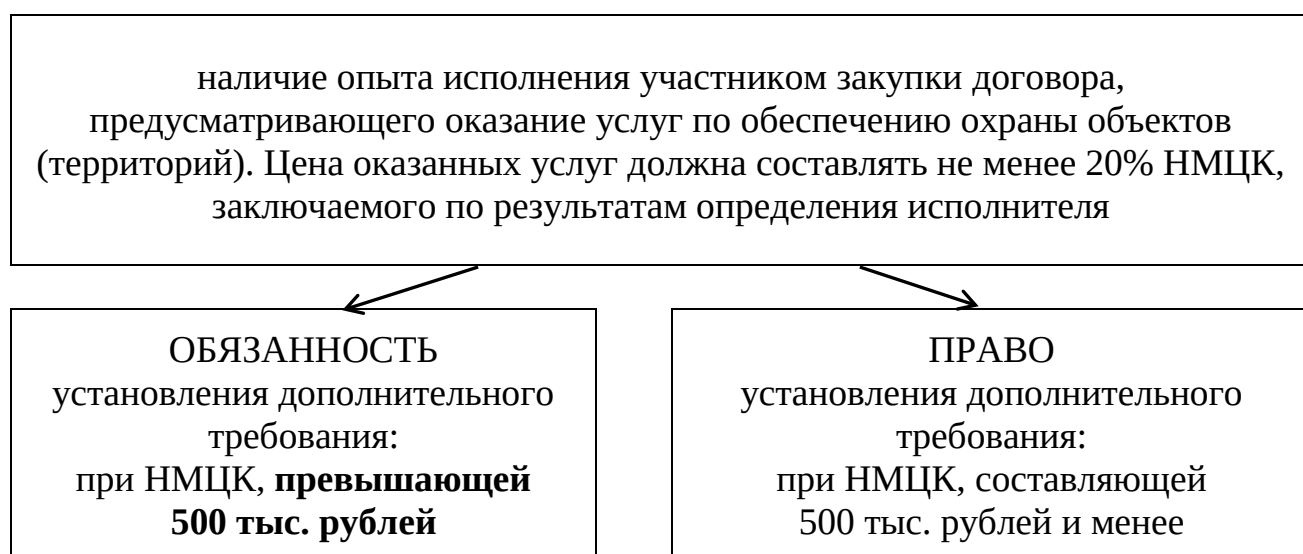 наличие опыта исполнения участником закупки договора,
предусматривающего оказание услуг по обеспечению охраны объектов
(территорий). Цена оказанных услуг должна составлять не менее 20% НМЦК,
заключаемого по результатам определения исполнителя
ОБЯЗАННОСТЬ
установления дополнительного
требования:
при НМЦК, превышающей
500 тыс. рублей
ПРАВО
установления дополнительного
требования:
при НМЦК, составляющей
500 тыс. рублей и менее